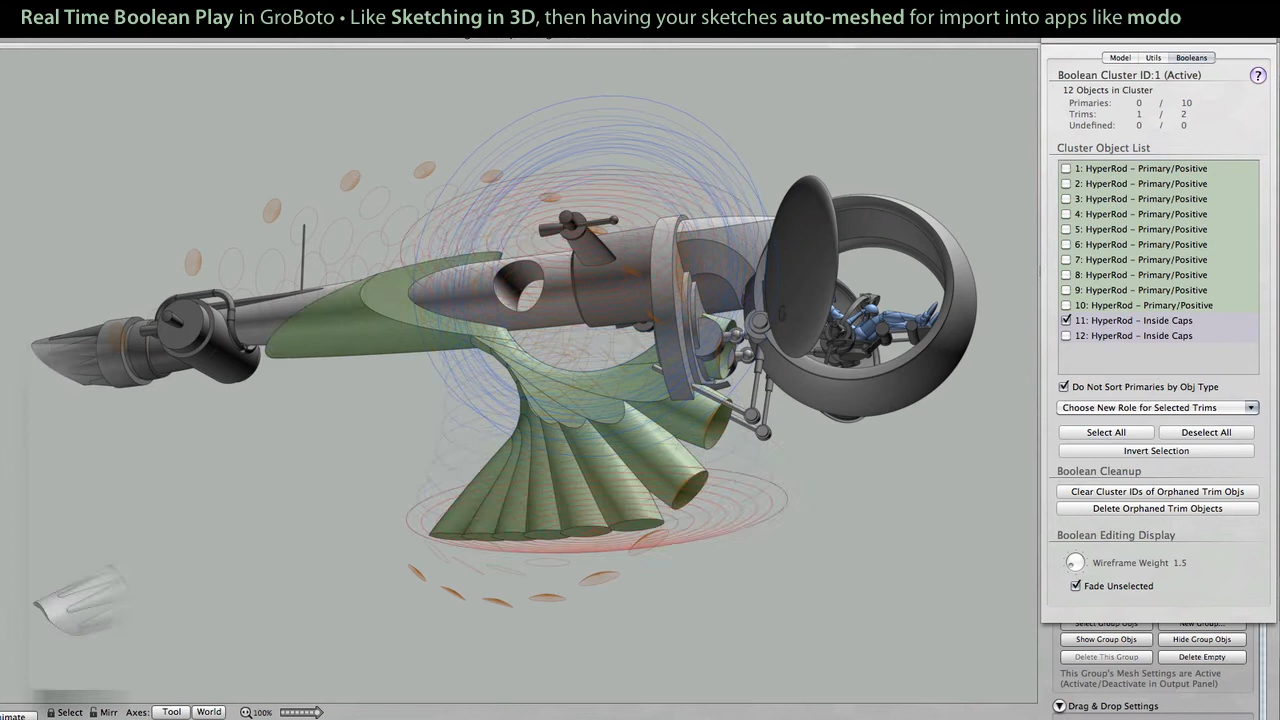 Real Time Boolean Play in GroBoto • Like Sketching in 3D, then having your sketches auto-meshed for import into apps like modo
Model Utils Booleans
Boolean Cluster ID:1 (Active) ?
12 Objects in Cluster
Primaries: 0 / 10
Trims: 1 / 2
Undefined: 0 / 0
Cluster Object List
1: HyperRod – Primary/Positive
2: HyperRod – Primary/Positive
3: HyperRod – Primary/Positive
4: HyperRod – Primary/Positive
5: HyperRod – Primary/Positive
6: HyperRod – Primary/Positive
7: HyperRod – Primary/Positive
8: HyperRod – Primary/Positive
9: HyperRod – Primary/Positive
10: HyperRod – Primary/Positive
11: HyperRod – Inside Caps
12: HyperRod – Inside Caps
Do Not Sort Primaries by Obj Type
Choose New Role for Selected Trims
Select All Deselect All
Invert Selection
Boolean Cleanup
Clear Cluster IDs of Orphaned Trim Objs
Delete Orphaned Trim Objects
Boolean Editing Display
Wireframe Weight 1.5
Fade Unselected
Select Group Objs New Group...
Show Group Objs Hide Group Objs
Delete This Group Delete Empty
This Group's Mesh Settings are Active
(Activate/Deactivate in Output Panel)
Drag & Drop Settings
Select Mirr Axes: Tool World 100%